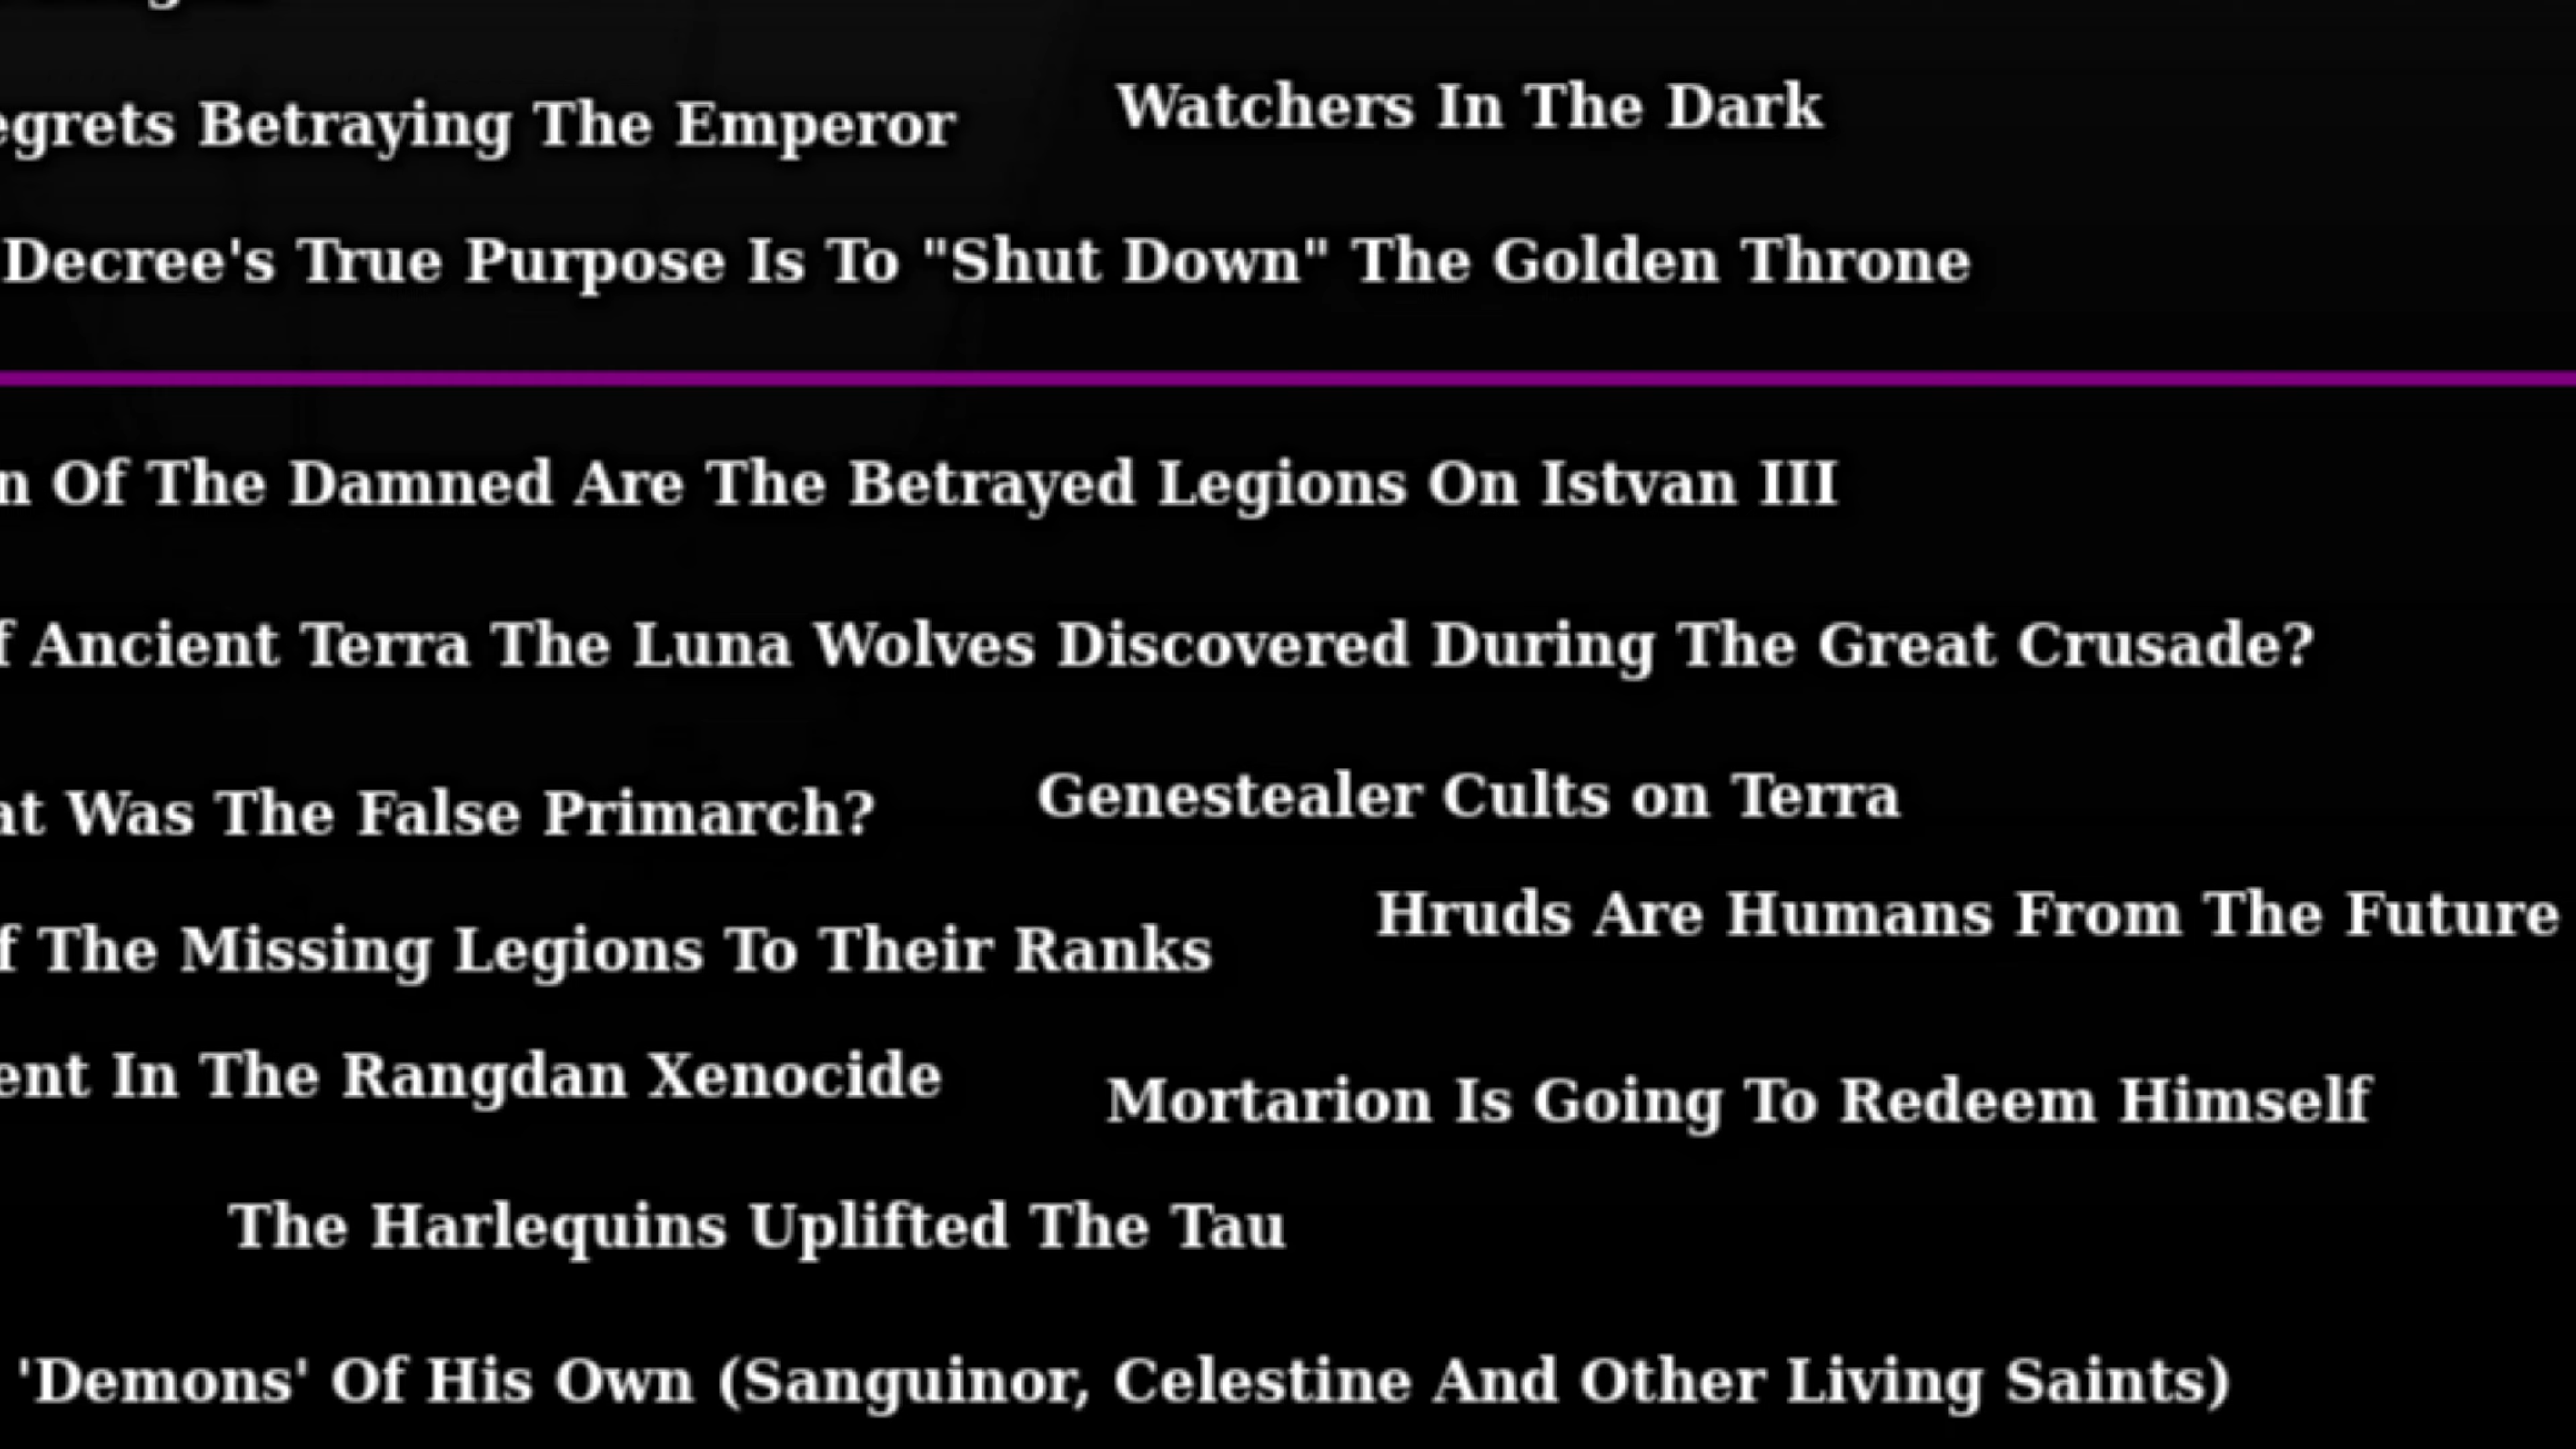 Watchers In The Dark
Betraying The Emperor
Decree's True Purpose Is To "Shut Down" The Golden Throne
Of The Damned Are The Betrayed Legions On Istvan III
Ancient Terra The Luna Wolves Discovered During The Great Crusade?
Genestealer Cults on Terra
Was The False Primarch?
Hruds Are Humans From The Future
The Missing Legions To Their Ranks
In The Rangdan Xenocide
Mortarion Is Going To Redeem Himself
The Harlequins Uplifted The Tau
'Demons' Of His Own (Sanguinor, Celestine And Other Living Saints)